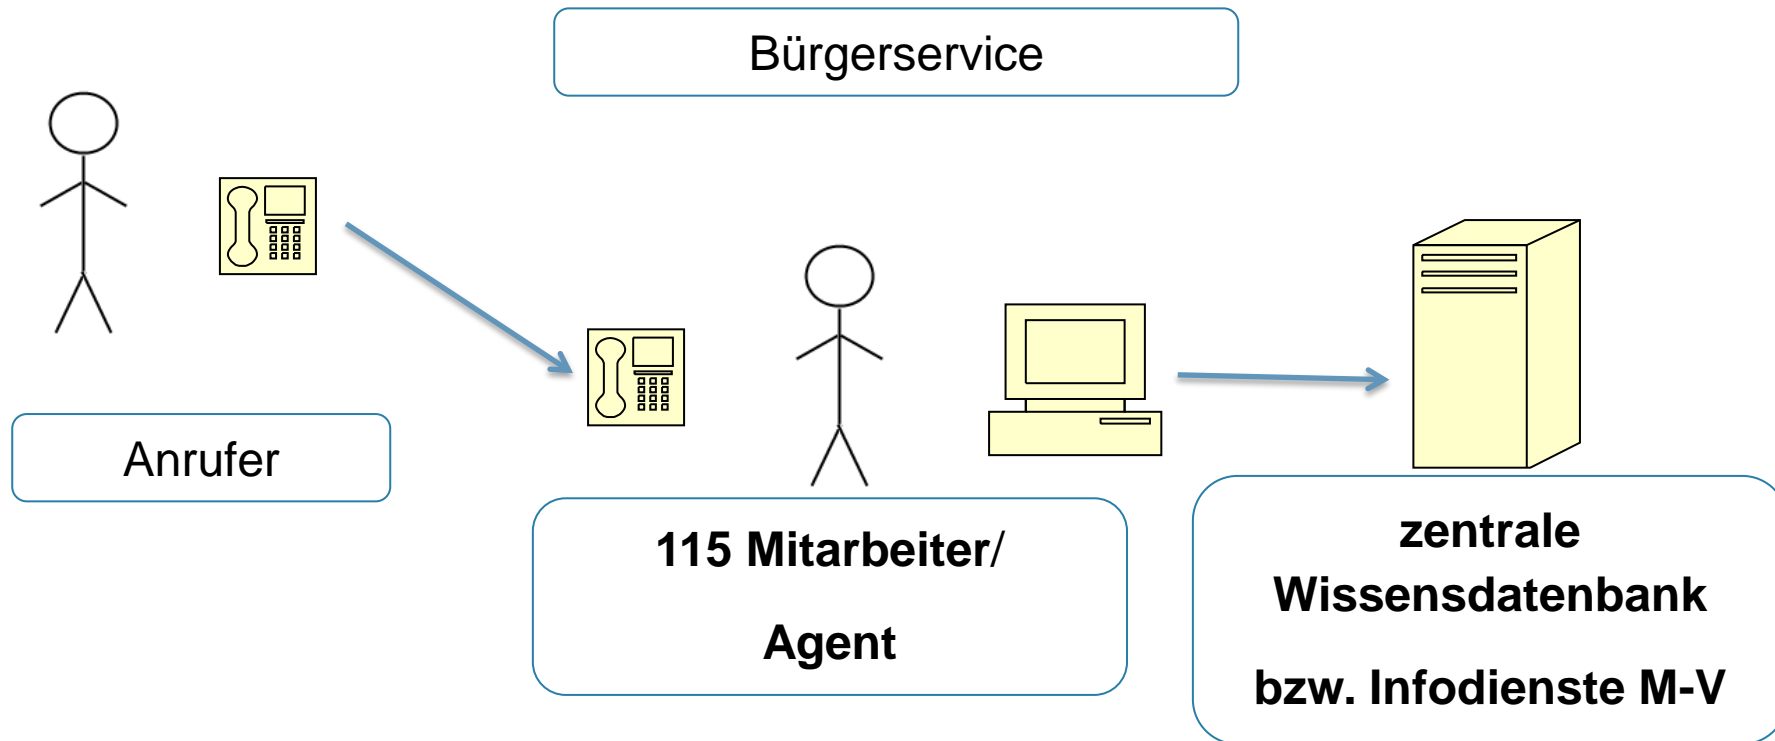 Bürgerservice
Anrufer
115 Mitarbeiter/
Agent
zentrale
Wissensdatenbank
bzw. Infodienste M-V